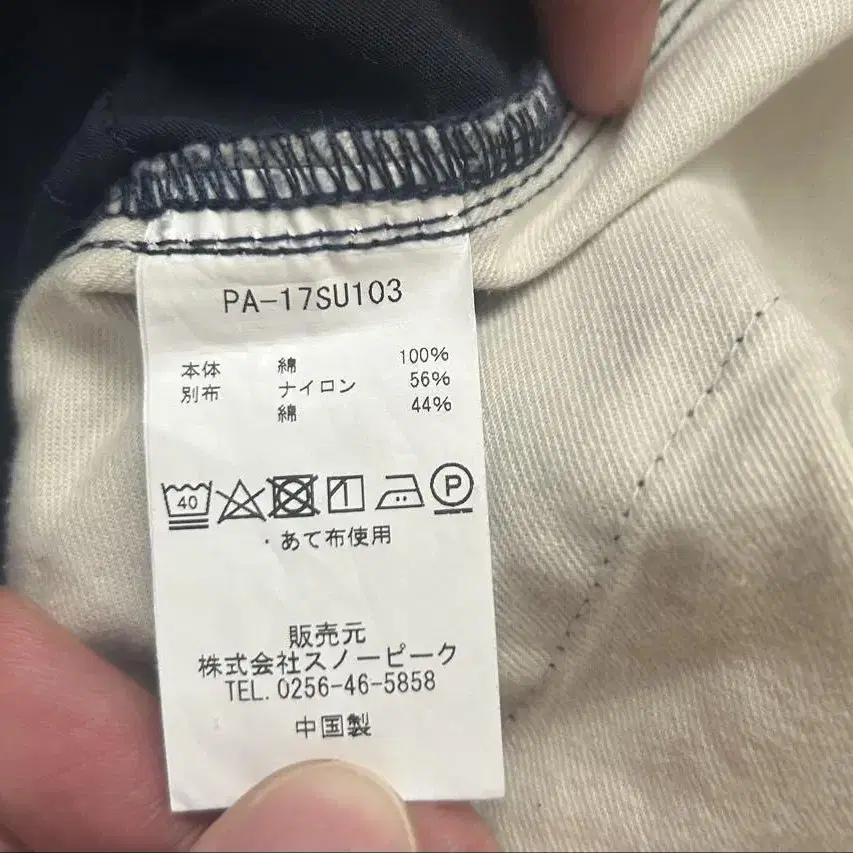 PA-17SU103
本体 綿 100%
別布 ナイロン 56%
綿 44%
40 P
・あて布使用
販売元
株式会社スノーピーク
TEL. 0256-46-5858
中国製